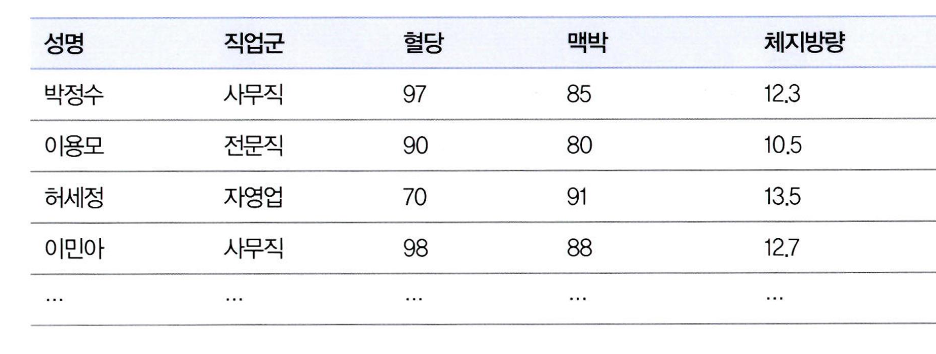 성명 직업군 혈당 맥박 체지방량
박정수 사무직 97 85 12.3
이용모 전문직 90 80 10.5
허세정 자영업 70 91 13.5
이민아 사무직 98 88 12.7
… … … … …